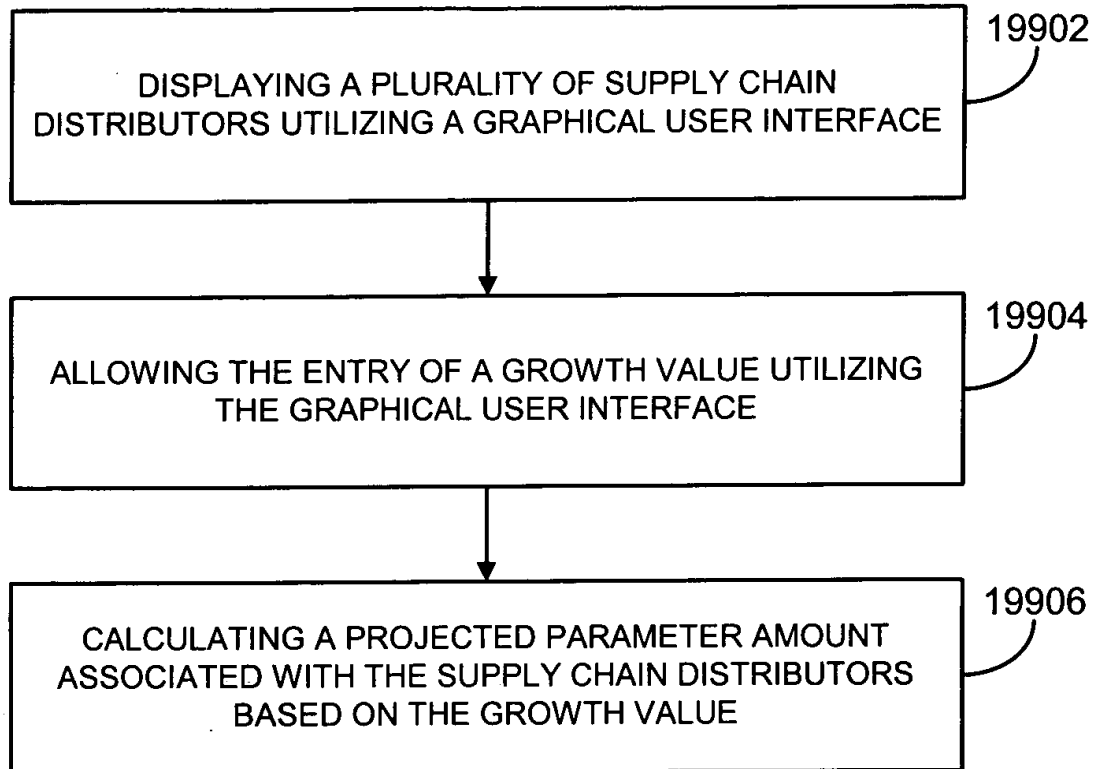 19902
DISPLAYING A PLURALITY OF SUPPLY CHAIN
DISTRIBUTORS UTILIZING A GRAPHICAL USER INTERFACE
19904
ALLOWING THE ENTRY OF A GROWTH VALUE UTILIZING
THE GRAPHICAL USER INTERFACE
19906
CALCULATING A PROJECTED PARAMETER AMOUNT
ASSOCIATED WITH THE SUPPLY CHAIN DISTRIBUTORS
BASED ON THE GROWTH VALUE